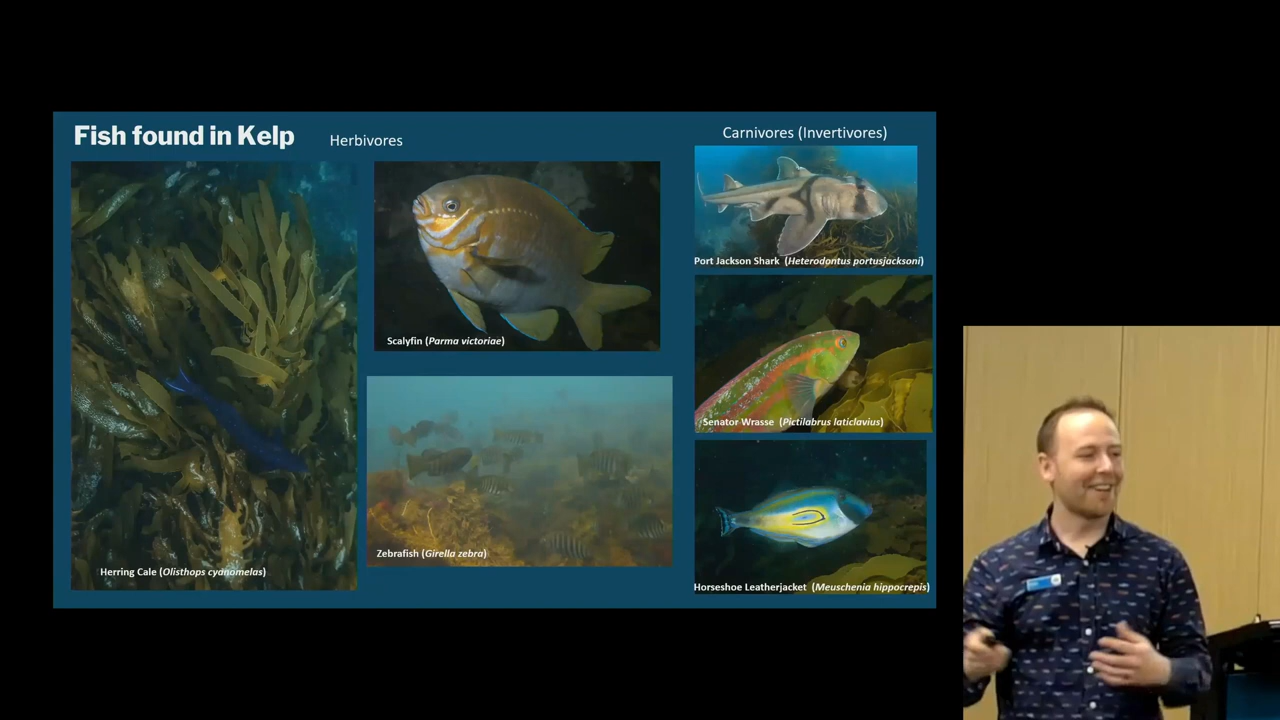 Fish found in Kelp
Herbivores
Carnivores (Invertivores)
Port Jackson Shark (Heterodontus portusjacksoni)
Scalyfin (Parma victoriae)
Senator Wrasse (Pictilabrus laticlavius)
Zebrafish (Girella zebra)
Herring Cale (Olisthops cyanomelas)
Horseshoe Leatherjacket (Meuschenia hippocrepis)